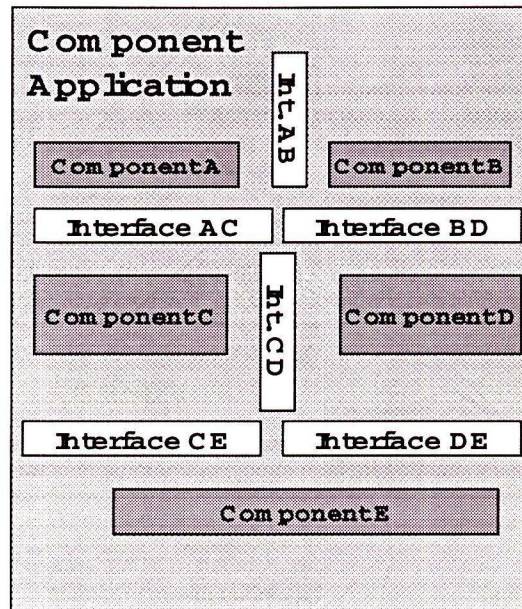 Component
Application
Int.AB
ComponentA
ComponentB
Interface AC
Interface BD
ComponentC
Int.CD
ComponentD
Interface CE
Interface DE
ComponentE